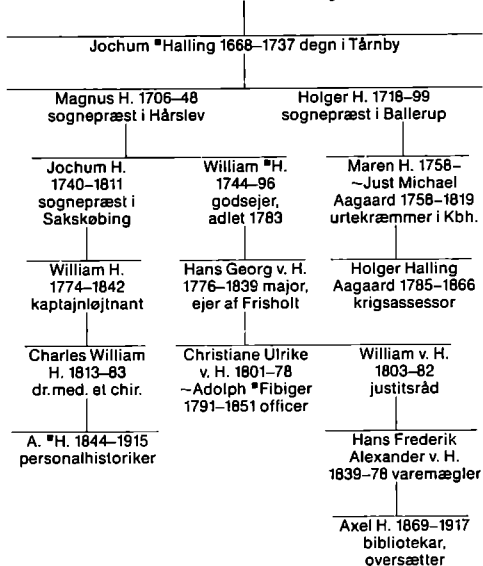 Jochum ■Halling 1668–1737 degn i Tårnby
Magnus H. 1706–48
sognepræst i Hårslev
Holger H. 1718–99
sognepræst i Ballerup
Jochum H.
1740–1811
sognepræst i
Sakskøbing
William ■H.
1744–96
godsejer,
adlet 1783
Maren H. 1758–
~Just Michael
Aagaard 1758–1819
urtekræmmer i Kbh.
William H.
1774–1842
kaptajnløjtnant
Hans Georg v. H.
1776–1839 major,
ejer af Frisholt
Holger Halling
Aagaard 1785–1866
krigsassessor
Charles William
H. 1813–83
dr.med. et chir.
Christiane Ulrike
v. H. 1801–78
~Adolph ■Fibiger
1791–1851 officer
William v. H.
1803–82
justitsråd
A. ■H. 1844–1915
personalhistoriker
Hans Frederik
Alexander v. H.
1839–78 varemægler
Axel H. 1869–1917
bibliotekar,
oversætter